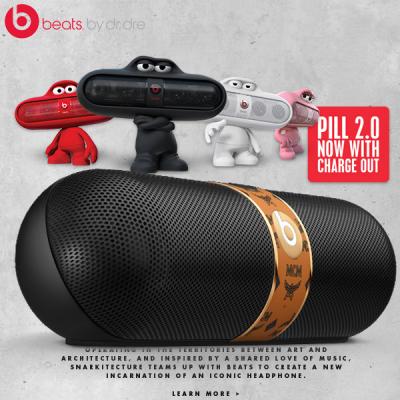 beats by dr. dre
PILL 2.0
NOW WITH
CHARGE OUT
MCM
OPERATING IN THE TERRITORIES BETWEEN ART AND
ARCHITECTURE, AND INSPIRED BY A SHARED LOVE OF MUSIC,
SNARKITECTURE TEAMS UP WITH BEATS TO CREATE A NEW
INCARNATION OF AN ICONIC HEADPHONE.
LEARN MORE ▸